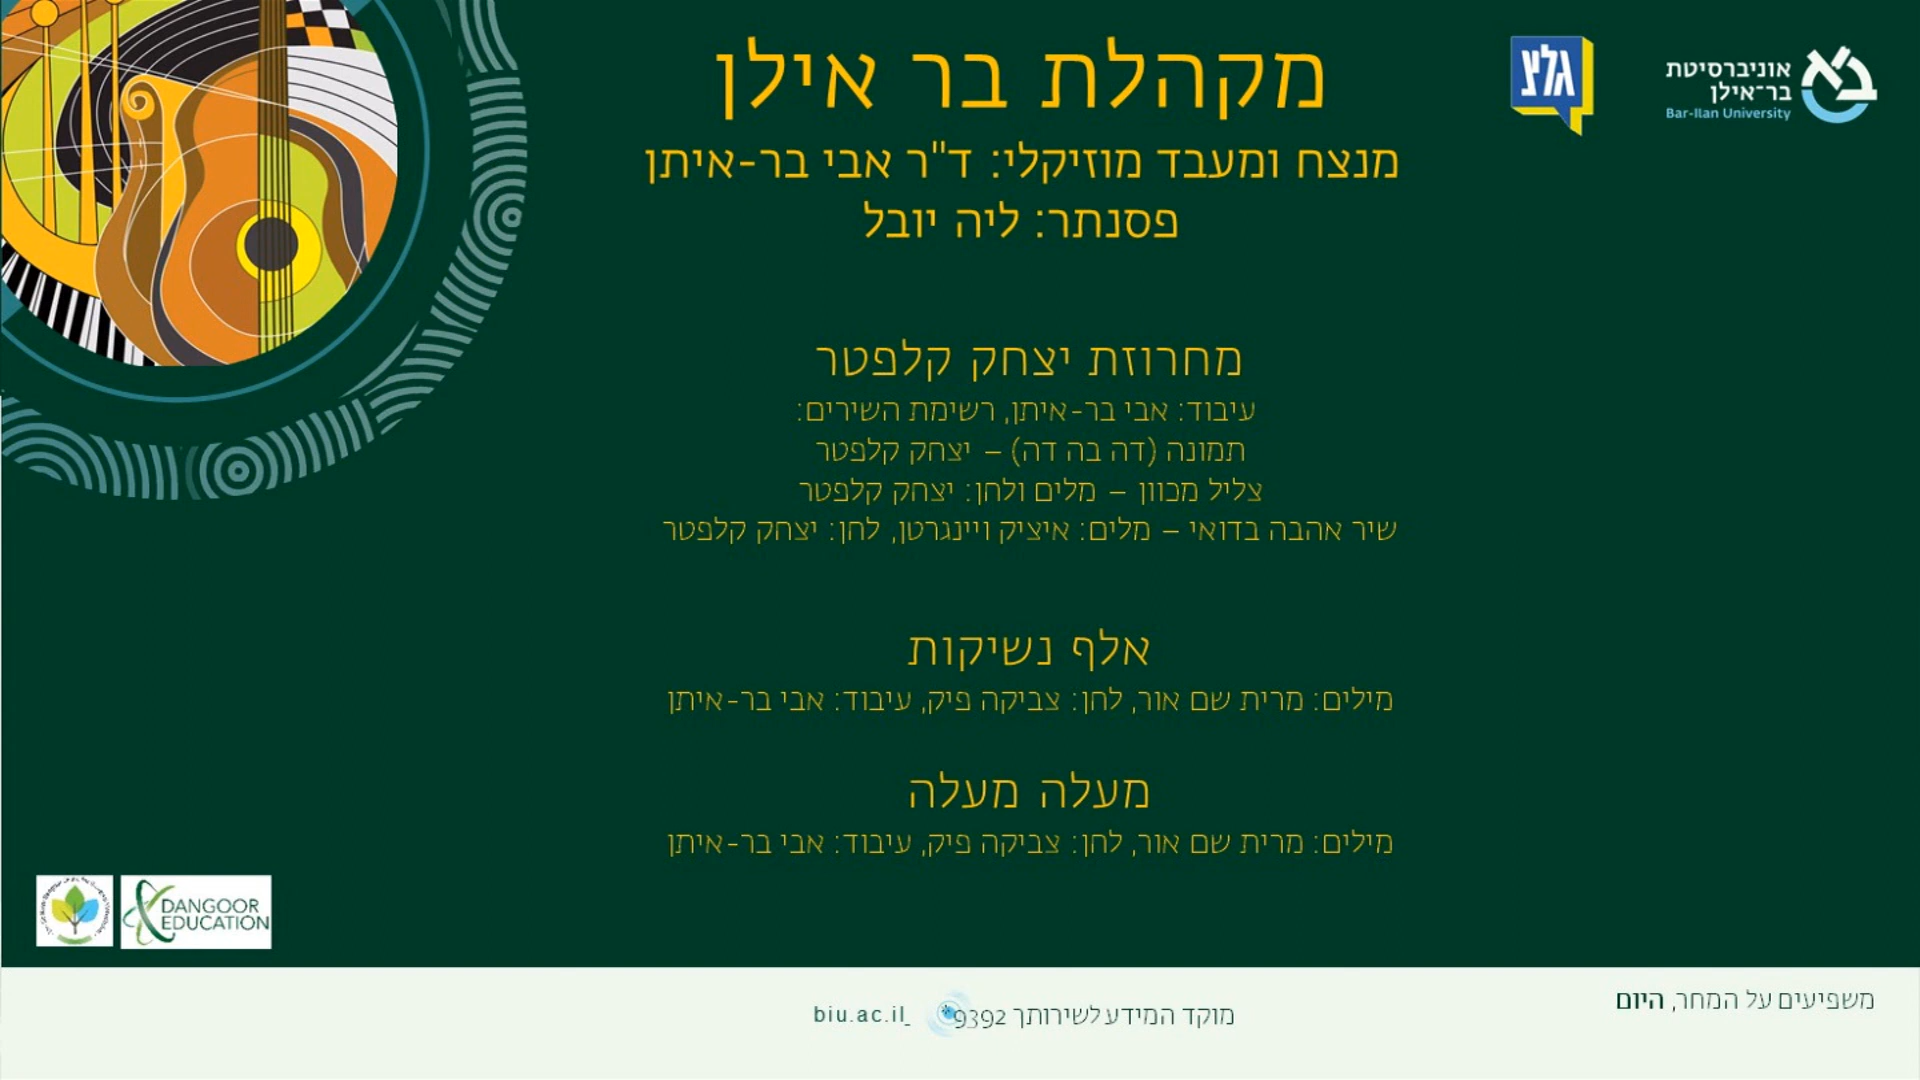 מקהלת בר אילן
מנצח ומעבד מוזיקלי: ד"ר אבי בר-איתן
פסנתר: ליה יובל
גלצ
אוניברסיטת
בר-אילן
Bar-Ilan University
מחרוזת יצחק קלפטר
עיבוד: אבי בר-איתן, רשימת השירים:
תמונה (דה בה דה) – יצחק קלפטר
צליל מכוון – מלים ולחן: יצחק קלפטר
שיר אהבה בדואי – מלים: איציק ויינגרטן, לחן: יצחק קלפטר
אלף נשיקות
מילים: מרית שם אור, לחן: צביקה פיק, עיבוד: אבי בר-איתן
מעלה מעלה
מילים: מרית שם אור, לחן: צביקה פיק, עיבוד: אבי בר-איתן
DANGOOR
EDUCATION
משפיעים על המחר, היום
מוקד המידע לשירותך 9392*
biu.ac.il